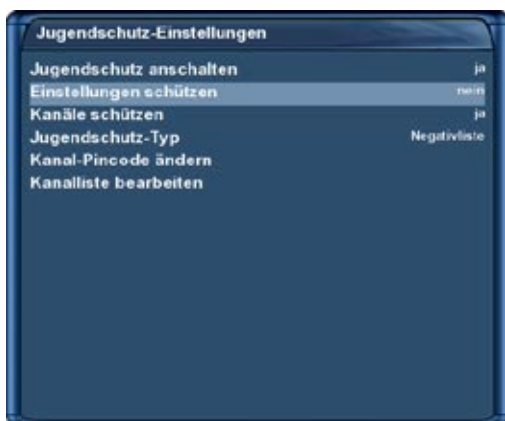 Jugendschutz-Einstellungen
Jugendschutz anschalten ja
Einstellungen schützen nein
Kanäle schützen ja
Jugendschutz-Typ Negativliste
Kanal-Pincode ändern
Kanalliste bearbeiten